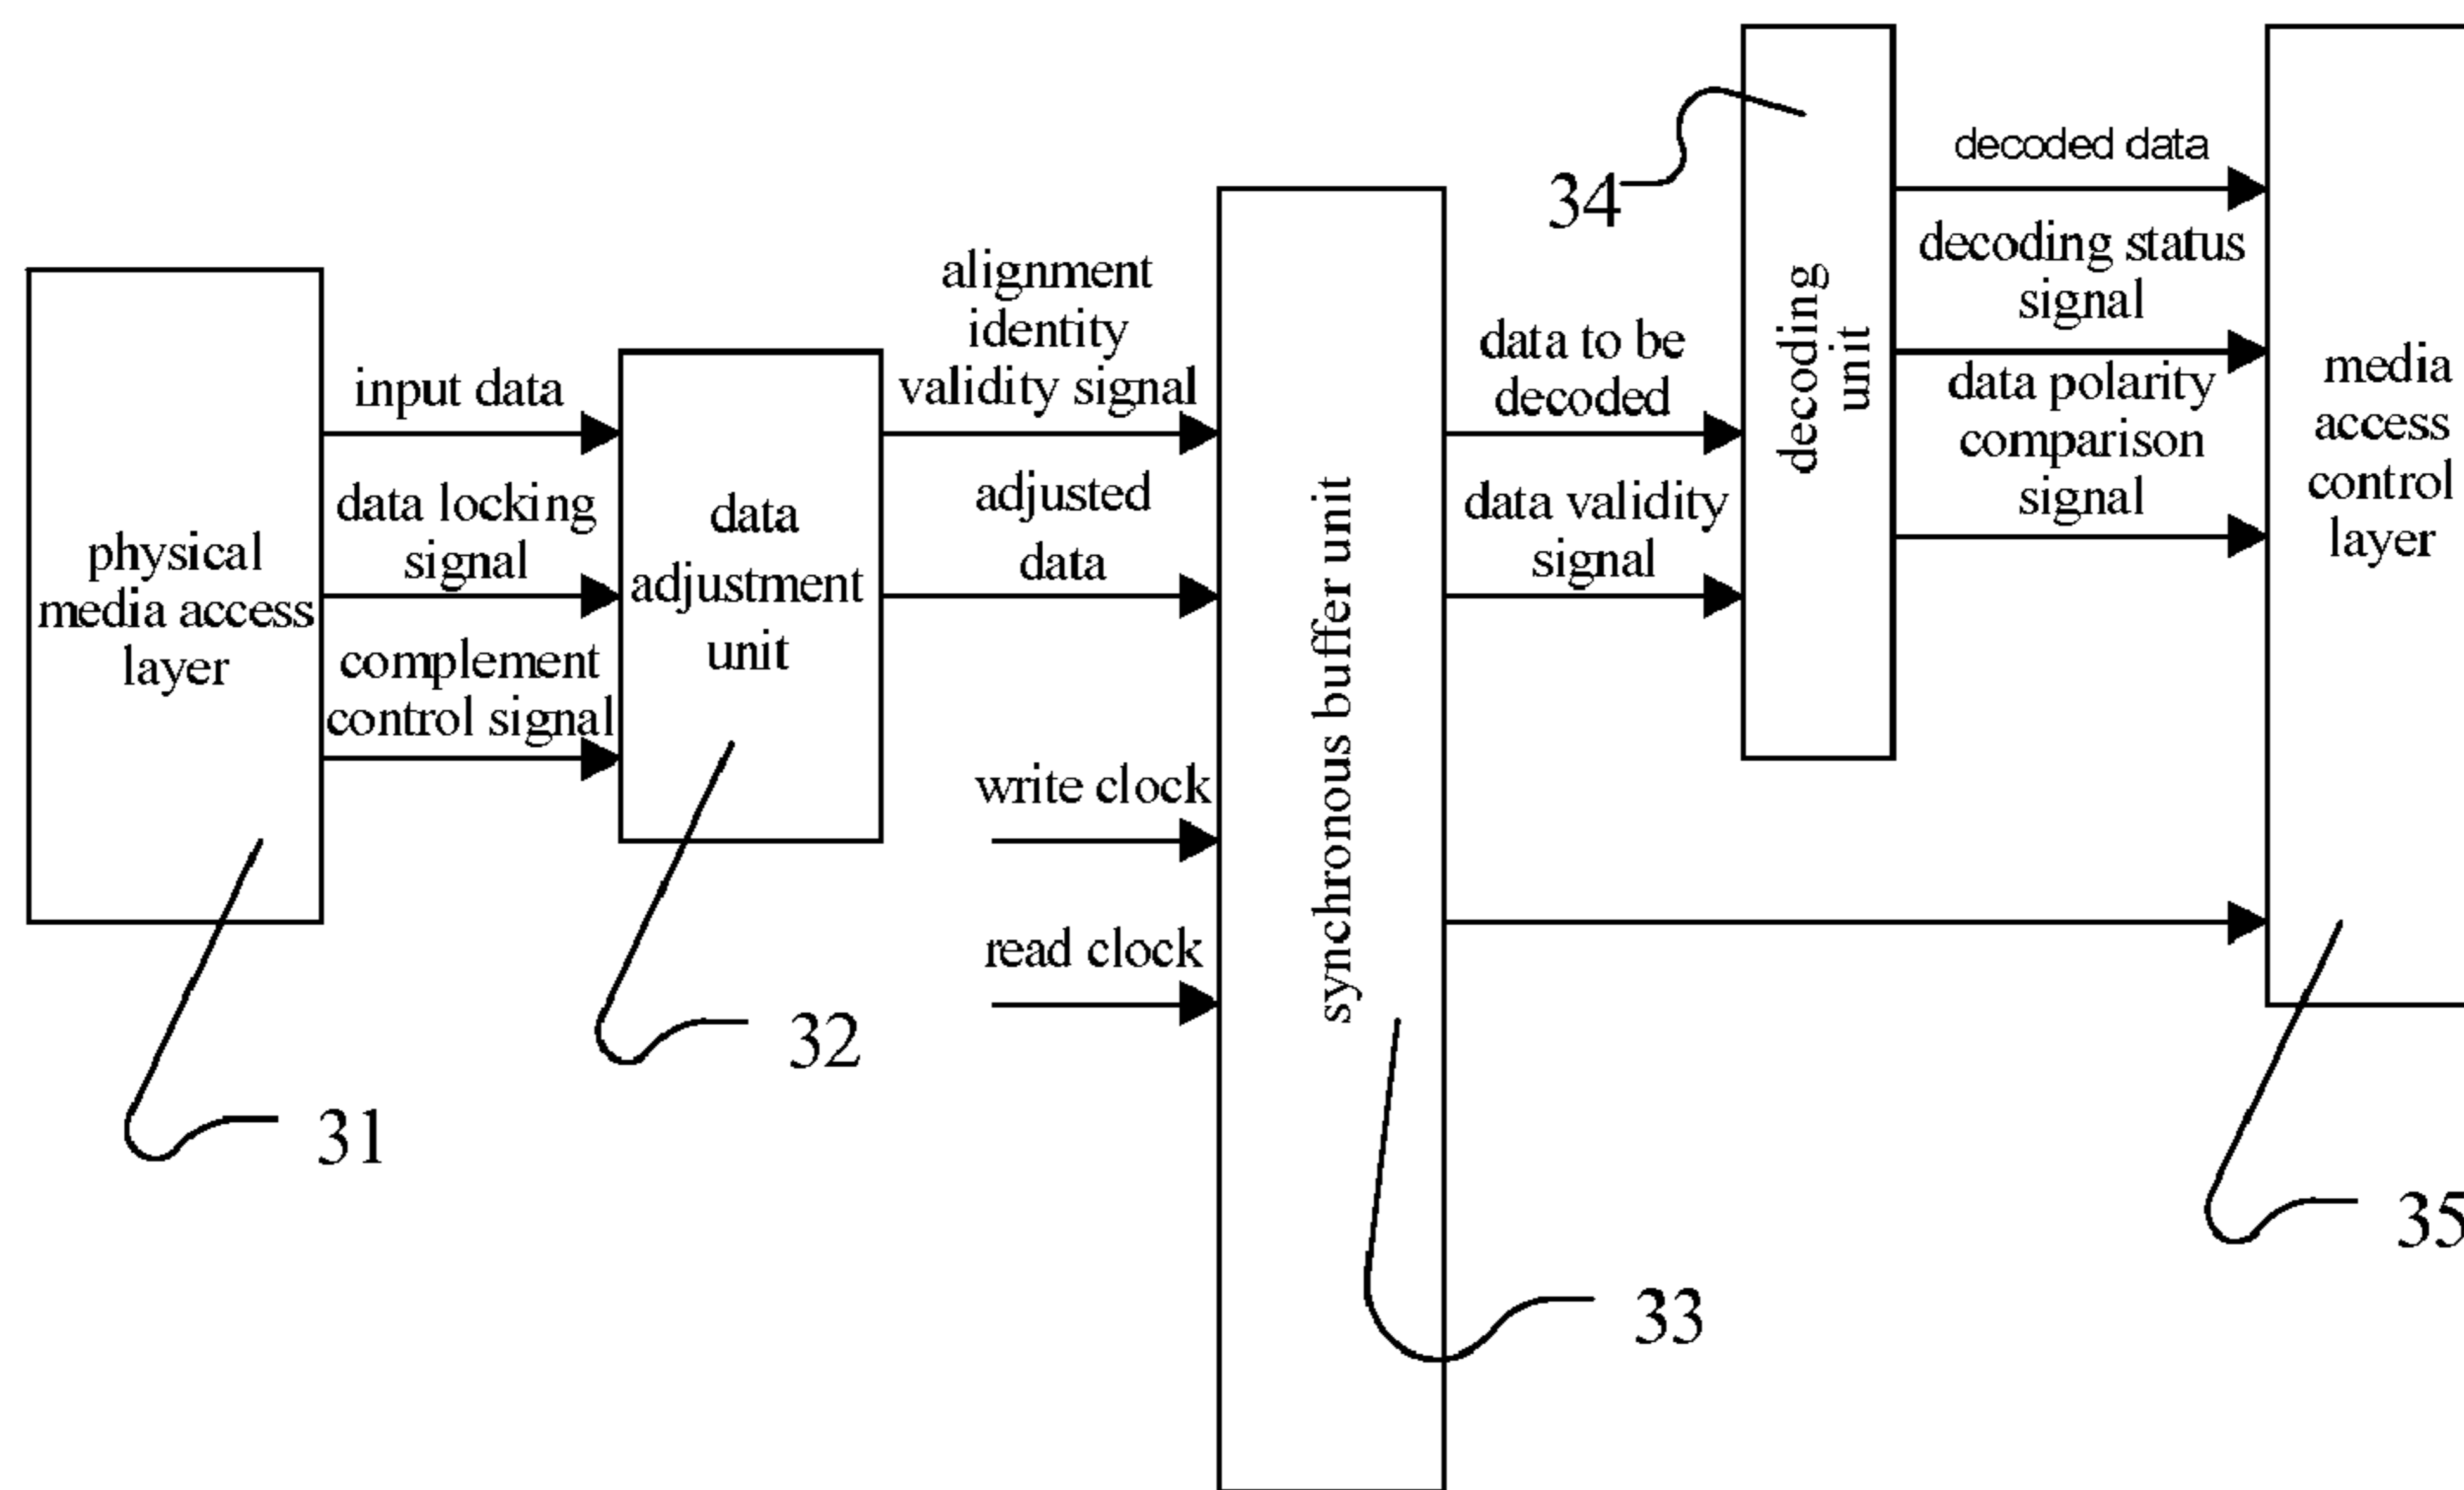 physical
media access
layer
31
input data
data locking
signal
complement
control signal
data
adjustment
unit
32
alignment
identity
validity signal
adjusted
data
write clock
read clock
synchronous buffer unit
33
data to be
decoded
data validity
signal
34
decoding
unit
decoded data
decoding status
signal
data polarity
comparison
signal
media
access
control
layer
35